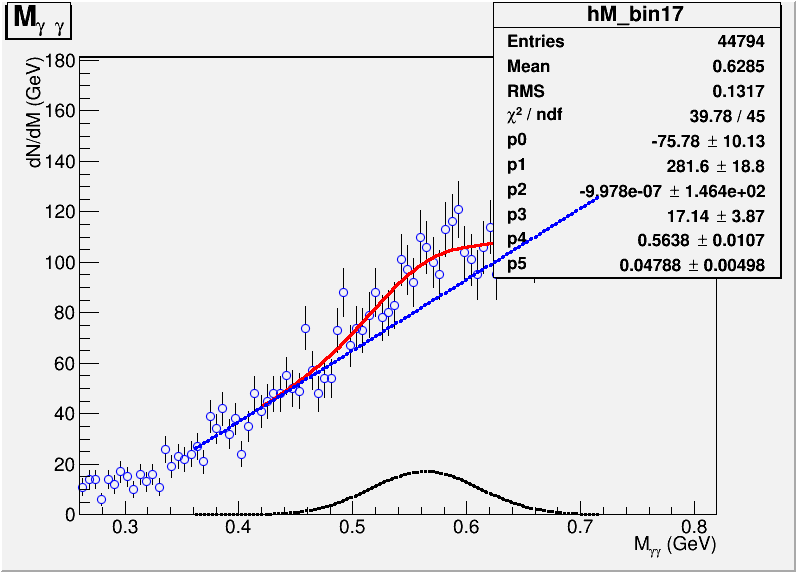 M γ γ
hM_bin17
Entries 44794
Mean 0.6285
RMS 0.1317
χ² / ndf 39.78 / 45
p0 -75.78 ± 10.13
p1 281.6 ± 18.8
p2 -9.978e-07 ± 1.464e+02
p3 17.14 ± 3.87
p4 0.5638 ± 0.0107
p5 0.04788 ± 0.00498
dN/dM (GeV)
180
160
140
120
100
80
60
40
20
0
0.3 0.4 0.5 0.6 0.7 0.8
Mγγ (GeV)